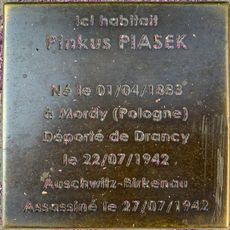 Ici habitait
Pinkus PIASEK
Né le 01/04/1883
à Mordy (Pologne)
Déporté de Drancy
le 22/07/1942
Auschwitz-Birkenau
Assassiné le 27/07/1942